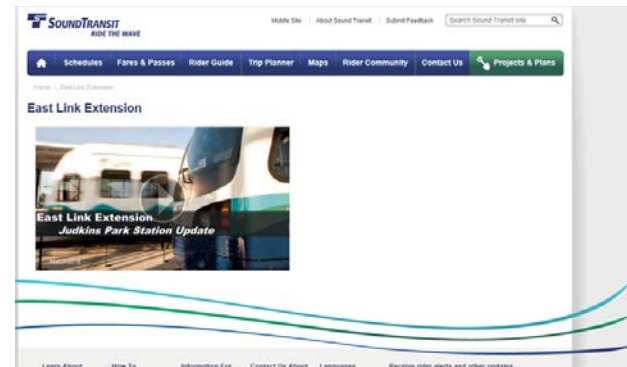 SOUNDTRANSIT
RIDE THE WAVE
Mobile Site About Sound Transit Submit Feedback Search Sound Transit site
Schedules Fares & Passes Rider Guide Trip Planner Maps Rider Community Contact Us Projects & Plans
Home East Link Extension
East Link Extension
East Link Extension
Judkins Park Station Update
Learn About How To Information For Contact Us About Languages Receive rider alerts and other updates